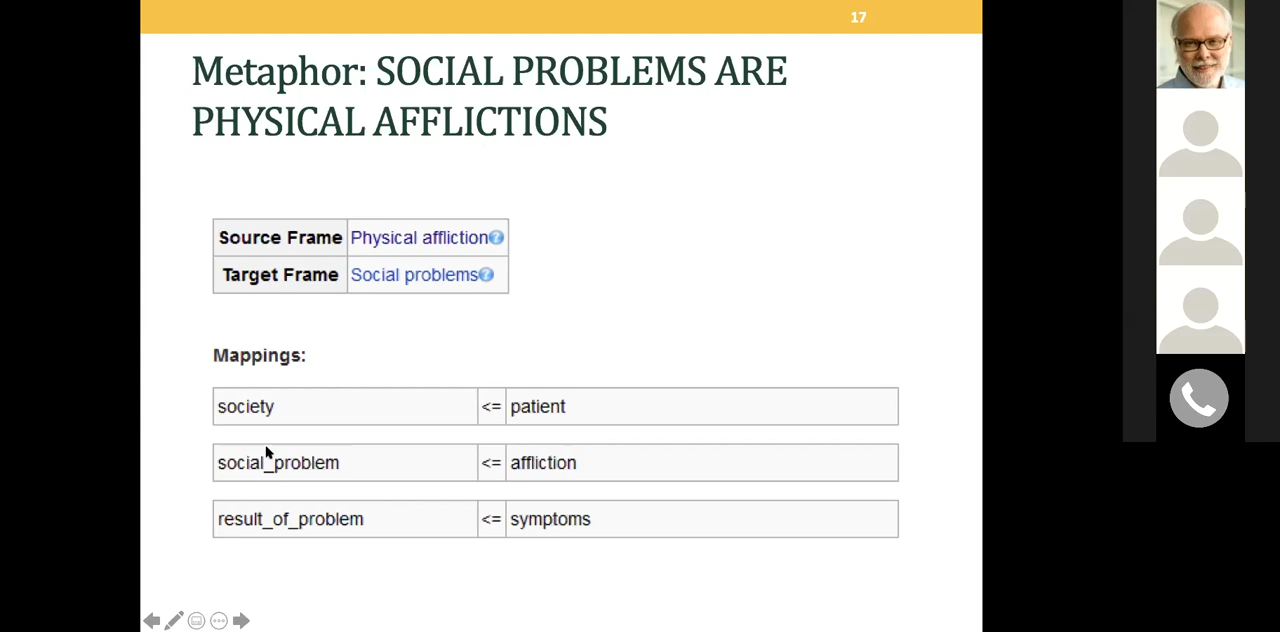 17
Metaphor: SOCIAL PROBLEMS ARE
PHYSICAL AFFLICTIONS
Source Frame Physical affliction?
Target Frame Social problems?
Mappings:
society <= patient
social_problem <= affliction
result_of_problem <= symptoms